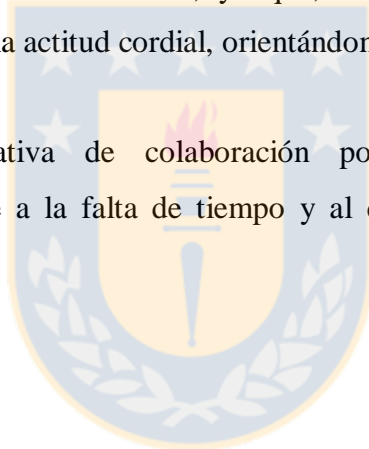 a actitud cordial, orientándon
ativa de colaboración po
a la falta de tiempo y al